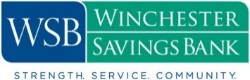 WSB WINCHESTER
SAVINGS BANK
STRENGTH. SERVICE. COMMUNITY.